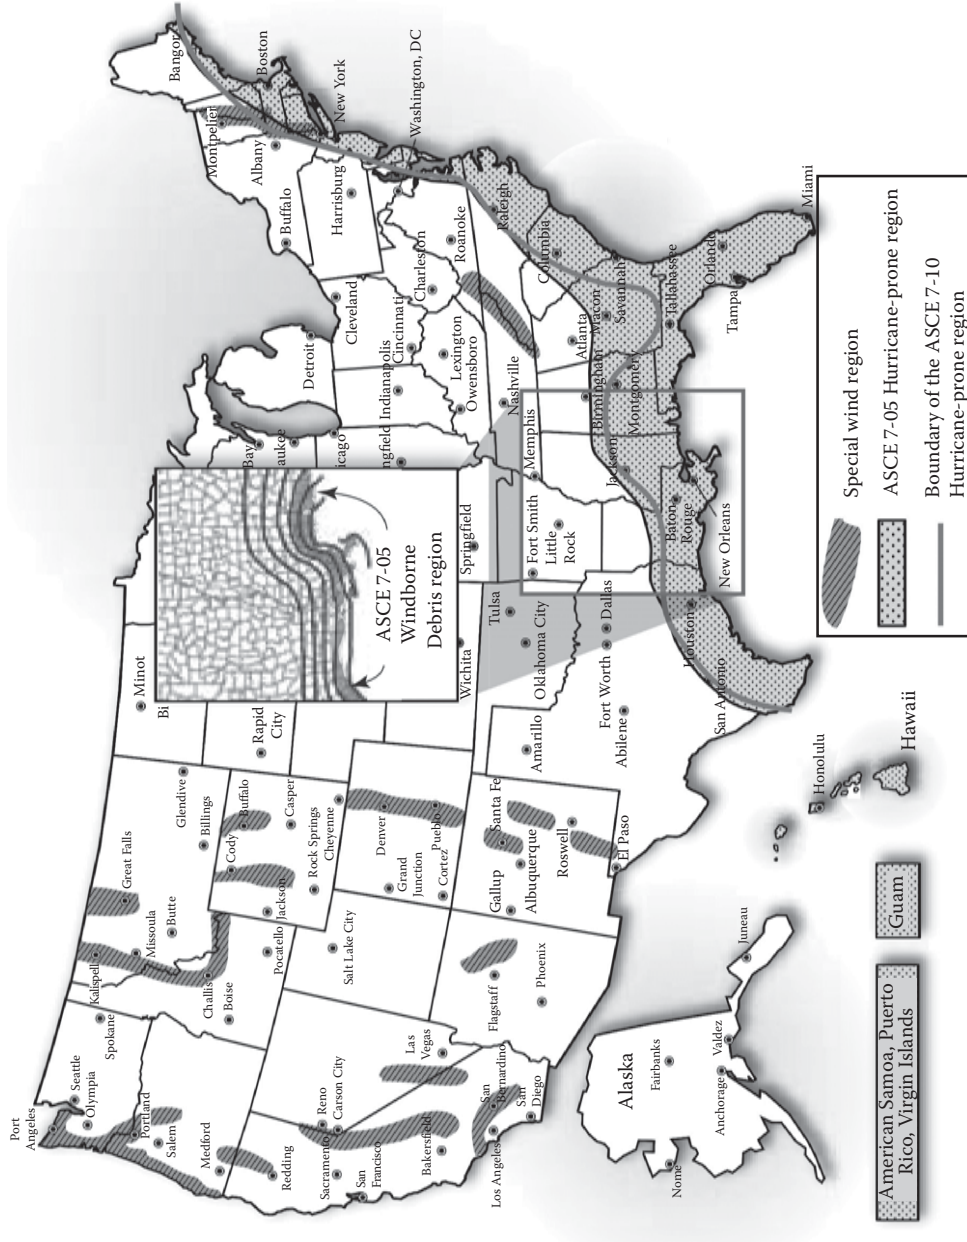 Port
Angeles
Seattle
Olympia
Spokane
Portland
Salem
Medford
Redding
Reno
Carson City
Sacramento
San
Francisco
Las
Vegas
Bakersfield
San
Bernardino
Los Angeles
San
Diego
Kalispell
Great Falls
Missoula
Butte
Glendive
Billings
Challis
Boise
Pocatello
Jackson
Cody
Buffalo
Casper
Rock Springs
Cheyenne
Salt Lake City
Grand
Junction
Denver
Pueblo
Cortez
Flagstaff
Phoenix
Gallup
Santa Fe
Albuquerque
Roswell
El Paso
Minot
Bi
Rapid
City
Wichita
Tulsa
Oklahoma City
Amarillo
Fort Worth
Dallas
Abilene
San Antonio
Houston
Springfield
Fort Smith
Little
Rock
Memphis
Jackson
Baton
Rouge
New Orleans
ASCE 7-05
Windborne
Debris region
Bay
aukee
icago
ngfield
Indianapolis
Detroit
Cleveland
Cincinnati
Lexington
Owensboro
Nashville
Charleston
Roanoke
Birmingham
Montgomery
Atlanta
Macon
Savannah
Columbia
Raleigh
Tallahassee
Orlando
Tampa
Miami
Buffalo
Harrisburg
Albany
Montpelier
Bangor
Boston
New York
Washington, DC
Alaska
Fairbanks
Anchorage
Valdez
Nome
Juneau
Honolulu
Hawaii
American Samoa, Puerto
Rico, Virgin Islands
Guam
Special wind region
ASCE 7-05 Hurricane-prone region
Boundary of the ASCE 7-10
Hurricane-prone region